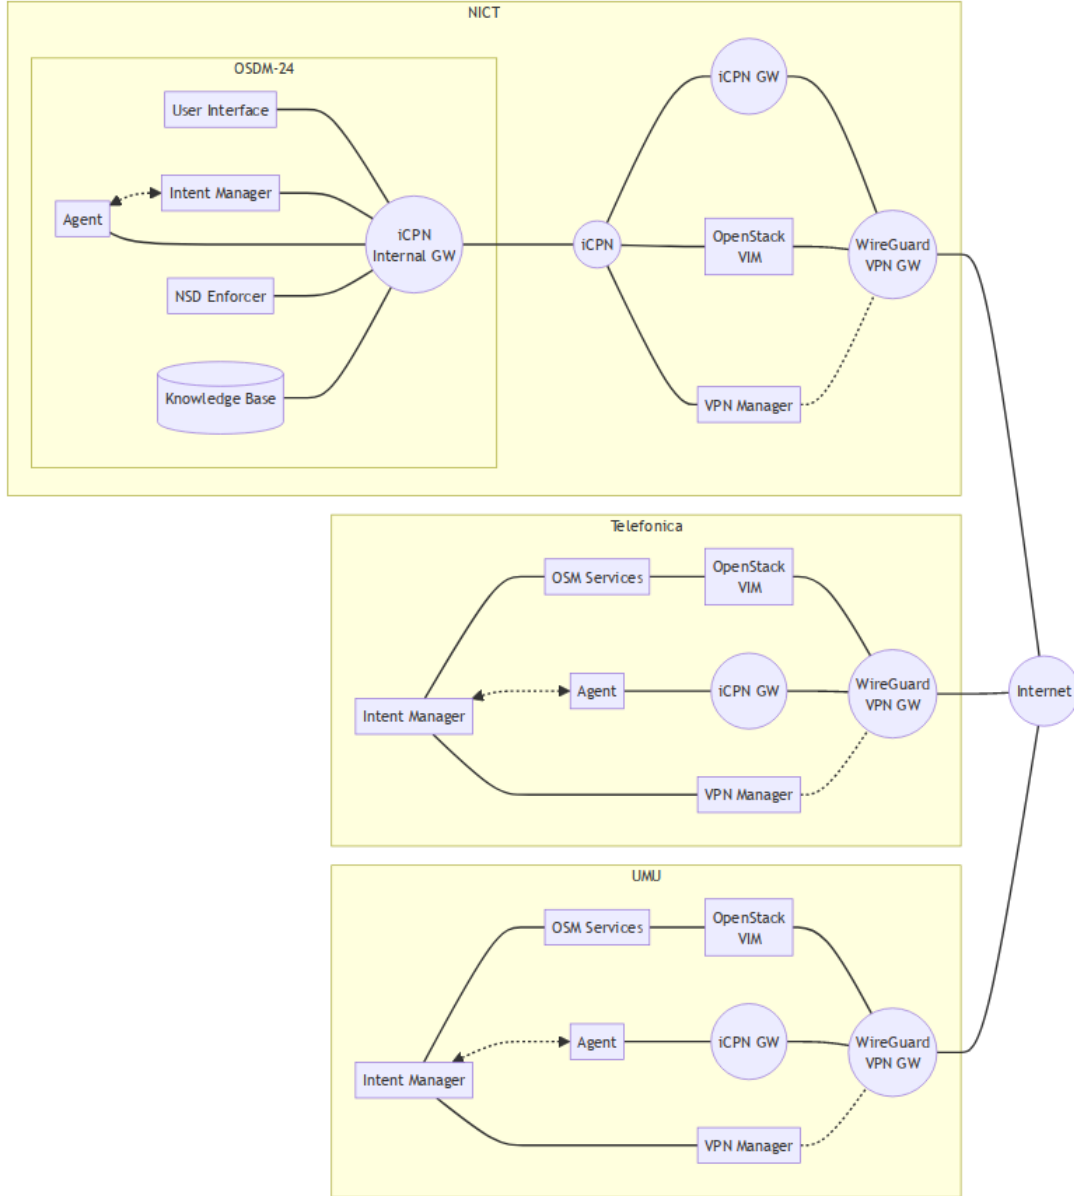 NICT
OSDM-24
User Interface
Intent Manager
Agent
NSD Enforcer
Knowledge Base
iCPN
Internal GW
iCPN
iCPN GW
OpenStack
VIM
VPN Manager
WireGuard
VPN GW
Telefonica
OSM Services
OpenStack
VIM
Intent Manager
Agent
iCPN GW
WireGuard
VPN GW
VPN Manager
Internet
UMU
OSM Services
OpenStack
VIM
Intent Manager
Agent
iCPN GW
WireGuard
VPN GW
VPN Manager